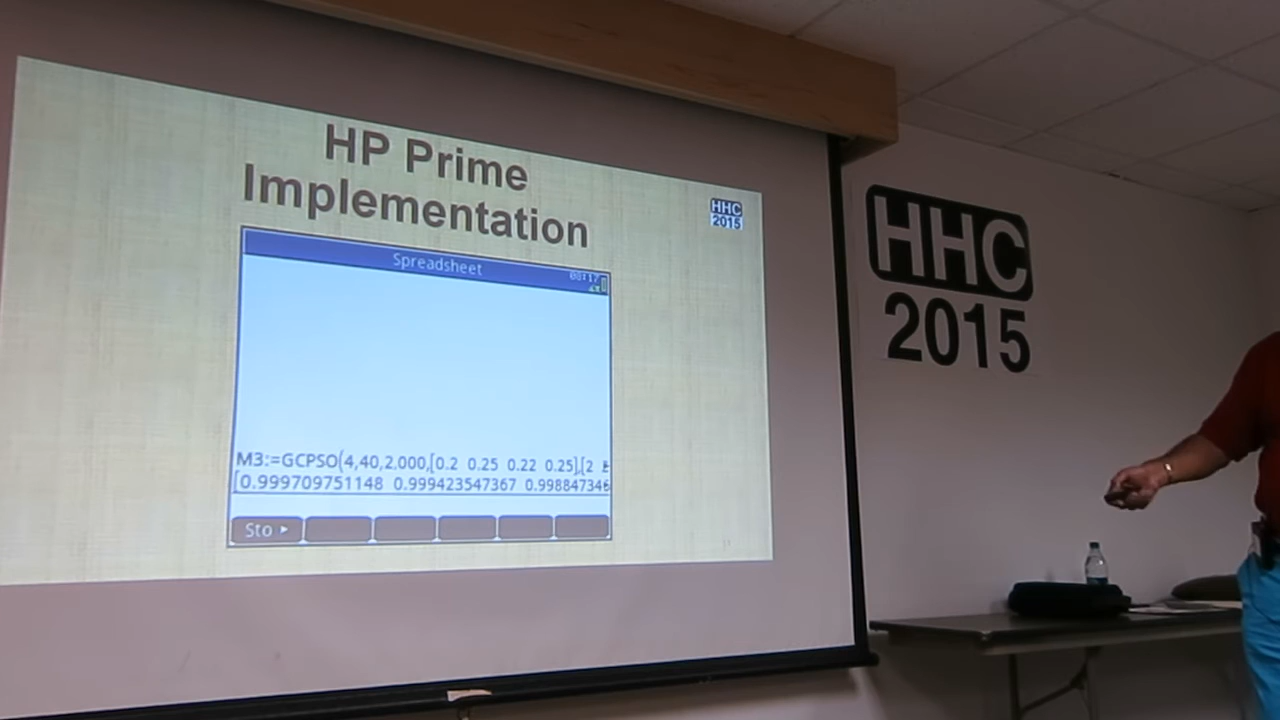 HP Prime
Implementation
HHC
2015
Spreadsheet
M3:=GCPSO(4,40,2,000,[0.2 0.25 0.22 0.25],[2
[0.999709751148 0.999423547367 0.99884734
Sto ▸
HHC
2015